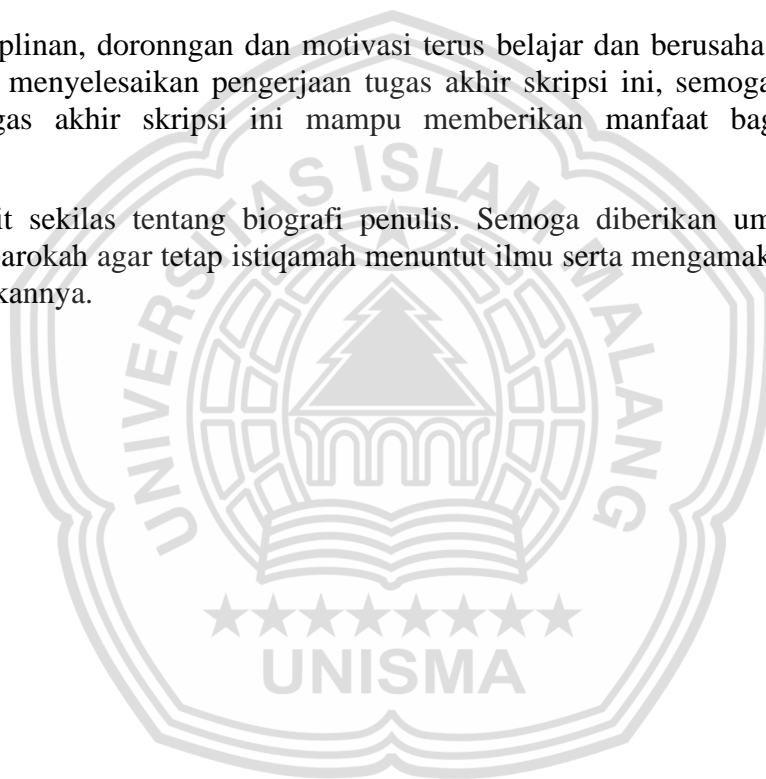 plinan, doronngan dan motivasi terus belajar dan berusaha
menyelesaikan pengerjaan tugas akhir skripsi ini, semoga
gas akhir skripsi ini mampu memberikan manfaat bag
it sekilas tentang biografi penulis. Semoga diberikan um
barokah agar tetap istiqamah menuntut ilmu serta mengamak
kannya.
UNIVERSITAS ISLAM MALANG
UNISMA